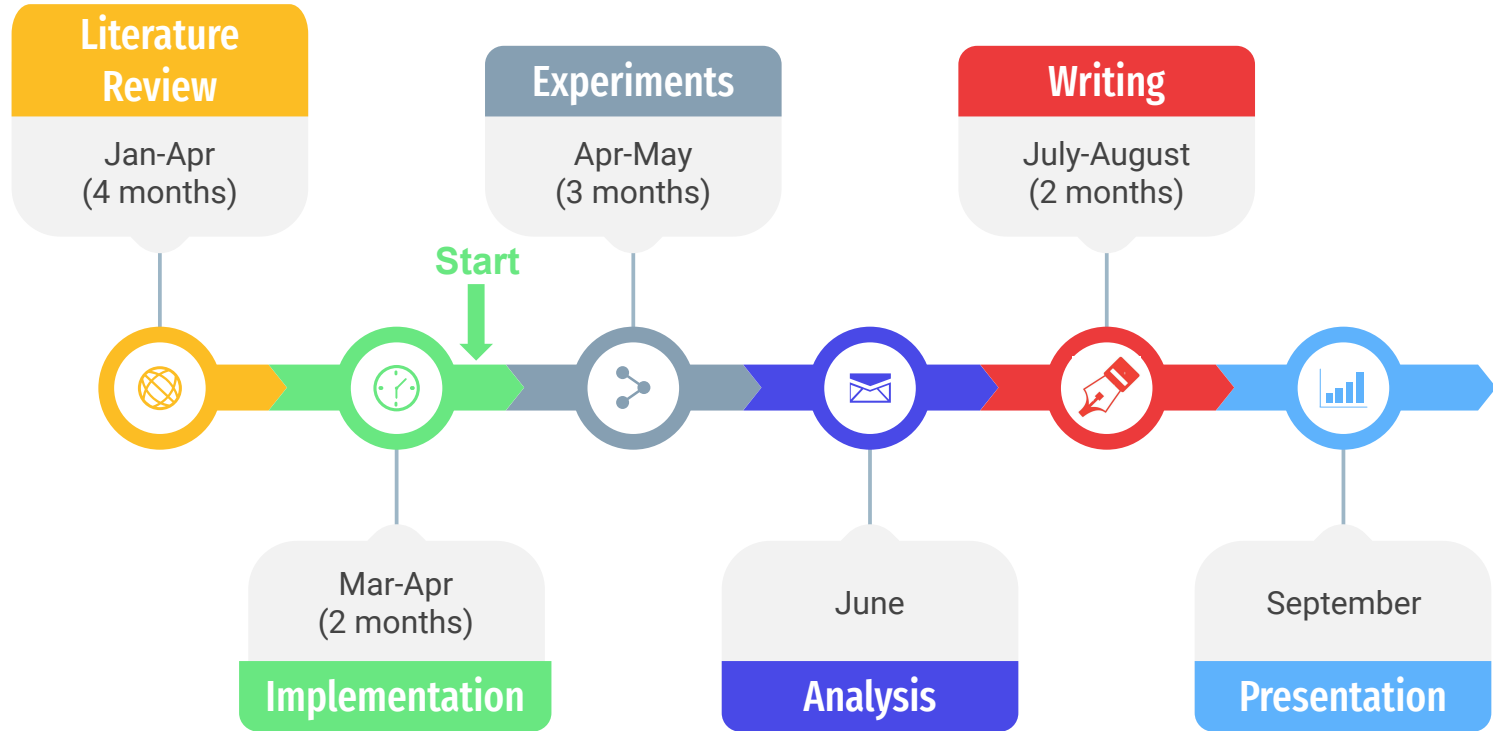 Literature
Review
Jan-Apr
(4 months)
Experiments
Apr-May
(3 months)
Writing
July-August
(2 months)
Start
Mar-Apr
(2 months)
Implementation
June
Analysis
September
Presentation